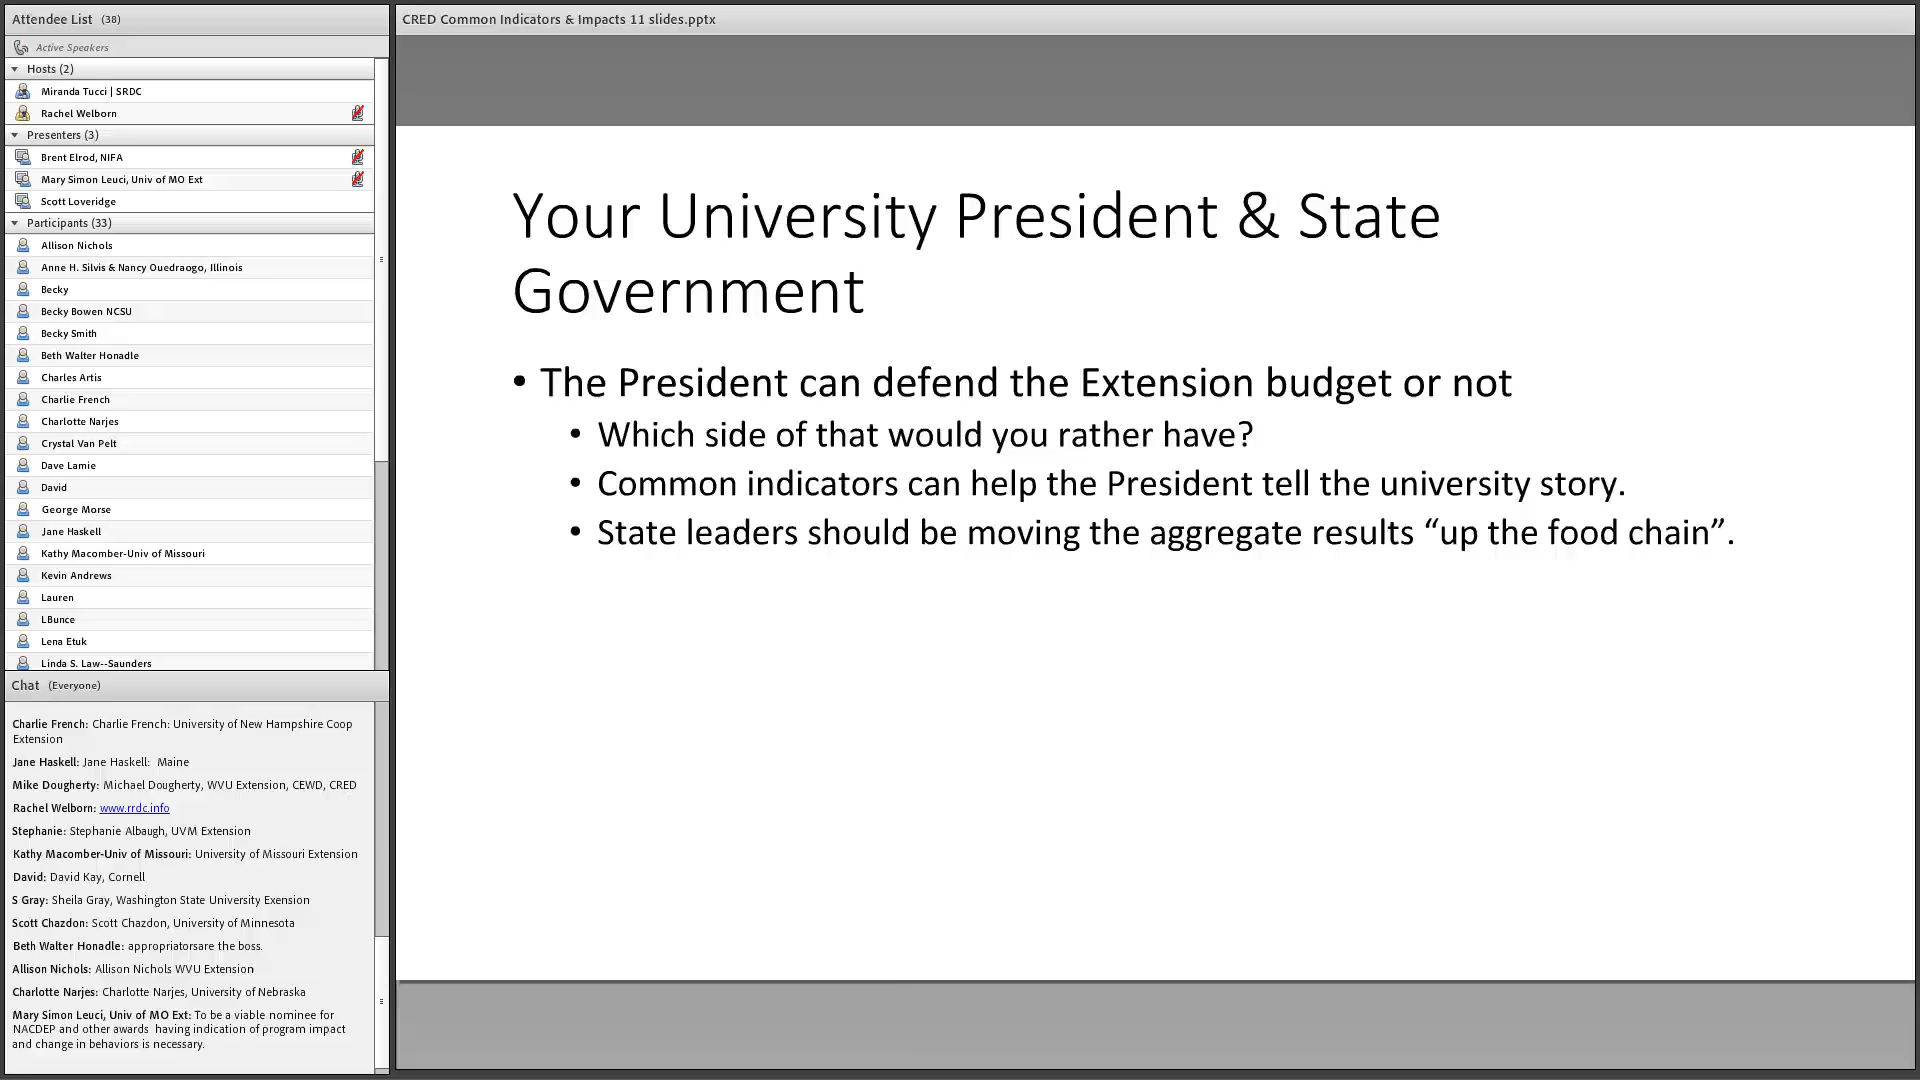 Attendee List (38)
Active Speakers
Hosts (2)
Miranda Tucci | SRDC
Rachel Welborn
Presenters (3)
Brent Elrod, NIFA
Mary Simon Leuci, Univ of MO Ext
Scott Loveridge
Participants (33)
Allison Nichols
Anne H. Silvis & Nancy Ouedraogo, Illinois
Becky
Becky Bowen NCSU
Becky Smith
Beth Walter Honadle
Charles Artis
Charlie French
Charlotte Narjes
Crystal Van Pelt
Dave Lamie
David
George Morse
Jane Haskell
Kathy Macomber-Univ of Missouri
Kevin Andrews
Lauren
LBunce
Lena Etuk
Linda S. Law--Saunders
Chat (Everyone)
Charlie French: Charlie French: University of New Hampshire Coop
Extension
Jane Haskell: Jane Haskell: Maine
Mike Dougherty: Michael Dougherty, WVU Extension, CEWD, CRED
Rachel Welborn: www.rrdc.info
Stephanie: Stephanie Albaugh, UVM Extension
Kathy Macomber-Univ of Missouri: University of Missouri Extension
David: David Kay, Cornell
S Gray: Sheila Gray, Washington State University Exension
Scott Chazdon: Scott Chazdon, University of Minnesota
Beth Walter Honadle: appropriatorsare the boss.
Allison Nichols: Allison Nichols WVU Extension
Charlotte Narjes: Charlotte Narjes, University of Nebraska
Mary Simon Leuci, Univ of MO Ext: To be a viable nominee for
NACDEP and other awards having indication of program impact
and change in behaviors is necessary.
CRED Common Indicators & Impacts 11 slides.pptx
Your University President & State
Government
• The President can defend the Extension budget or not
• Which side of that would you rather have?
• Common indicators can help the President tell the university story.
• State leaders should be moving the aggregate results “up the food chain”.